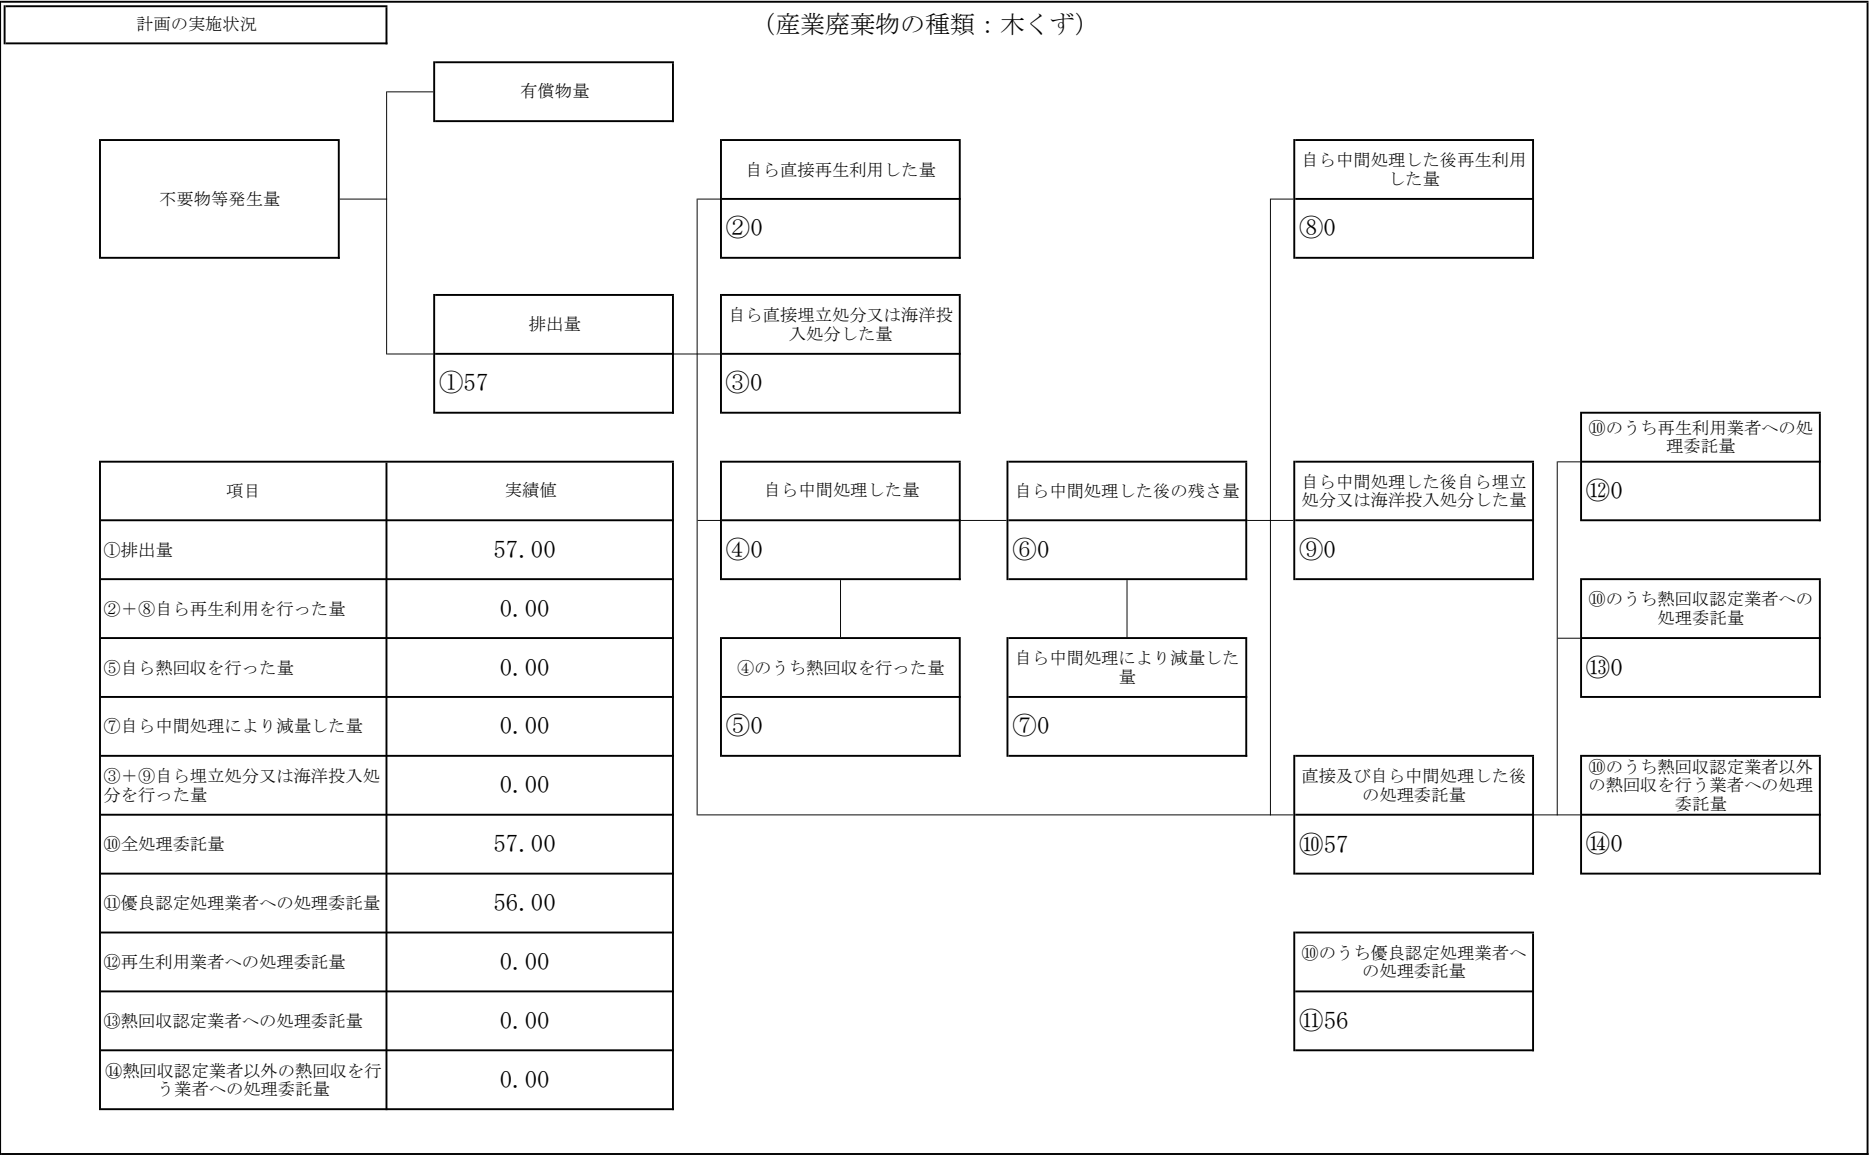 計画の実施状況
（産業廃棄物の種類：木くず）
有償物量
不要物等発生量
自ら直接再生利用した量
②0
自ら中間処理した後再生利用
した量
⑧0
排出量
①57
自ら直接埋立処分又は海洋投
入処分した量
③0
⑩のうち再生利用業者への処
理委託量
⑫0
自ら中間処理した量
④0
自ら中間処理した後の残さ量
⑥0
自ら中間処理した後自ら埋立
処分又は海洋投入処分した量
⑨0
⑩のうち熱回収認定業者への
処理委託量
⑬0
④のうち熱回収を行った量
⑤0
自ら中間処理により減量した
量
⑦0
直接及び自ら中間処理した後
の処理委託量
⑩57
⑩のうち熱回収認定業者以外
の熱回収を行う業者への処理
委託量
⑭0
⑩のうち優良認定処理業者へ
の処理委託量
⑪56
項目 実績値
①排出量 57.00
②＋⑧自ら再生利用を行った量 0.00
⑤自ら熱回収を行った量 0.00
⑦自ら中間処理により減量した量 0.00
③＋⑨自ら埋立処分又は海洋投入処
分を行った量 0.00
⑩全処理委託量 57.00
⑪優良認定処理業者への処理委託量 56.00
⑫再生利用業者への処理委託量 0.00
⑬熱回収認定業者への処理委託量 0.00
⑭熱回収認定業者以外の熱回収を行
う業者への処理委託量 0.00